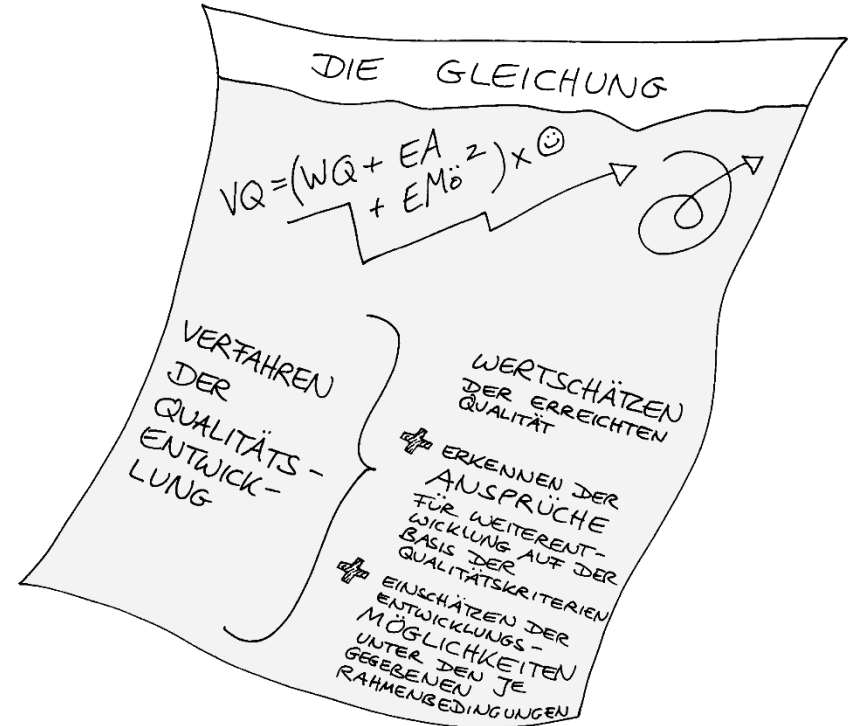 DIE GLEICHUNG
VQ=(WQ + EA
+ EMö²) x ☺
VERFAHREN
DER
QUALITÄTS-
ENTWICK-
LUNG
WERTSCHÄTZEN
DER ERREICHTEN
QUALITÄT
+ ERKENNEN DER
ANSPRÜCHE
FÜR WEITERENT-
WICKLUNG AUF DER
BASIS DER
QUALITÄTSKRITERIEN
+ EINSCHÄTZEN DER
ENTWICKLUNGS-
MÖGLICHKEITEN
UNTER DEN JE
GEGEBENEN
RAHMENBEDINGUNGEN